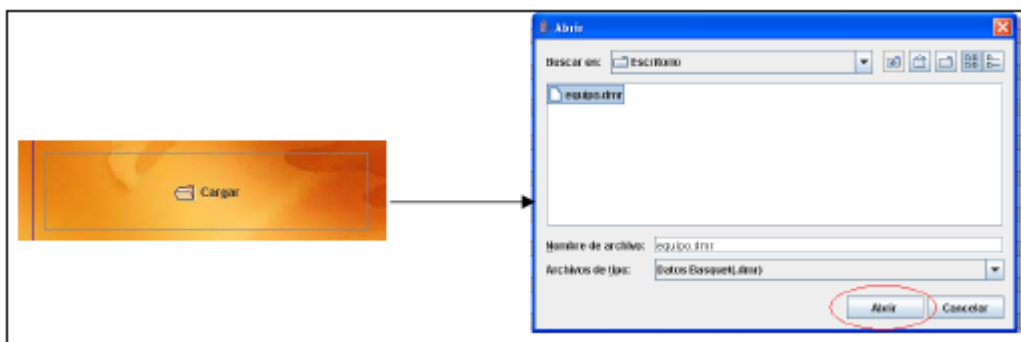 Cargar
Abrir
Buscar en: Escritorio
equipo.dmr
Nombre de archivo: equipo.dmr
Archivos de tipo: Datos Basquet(.dmr)
Abrir Cancelar